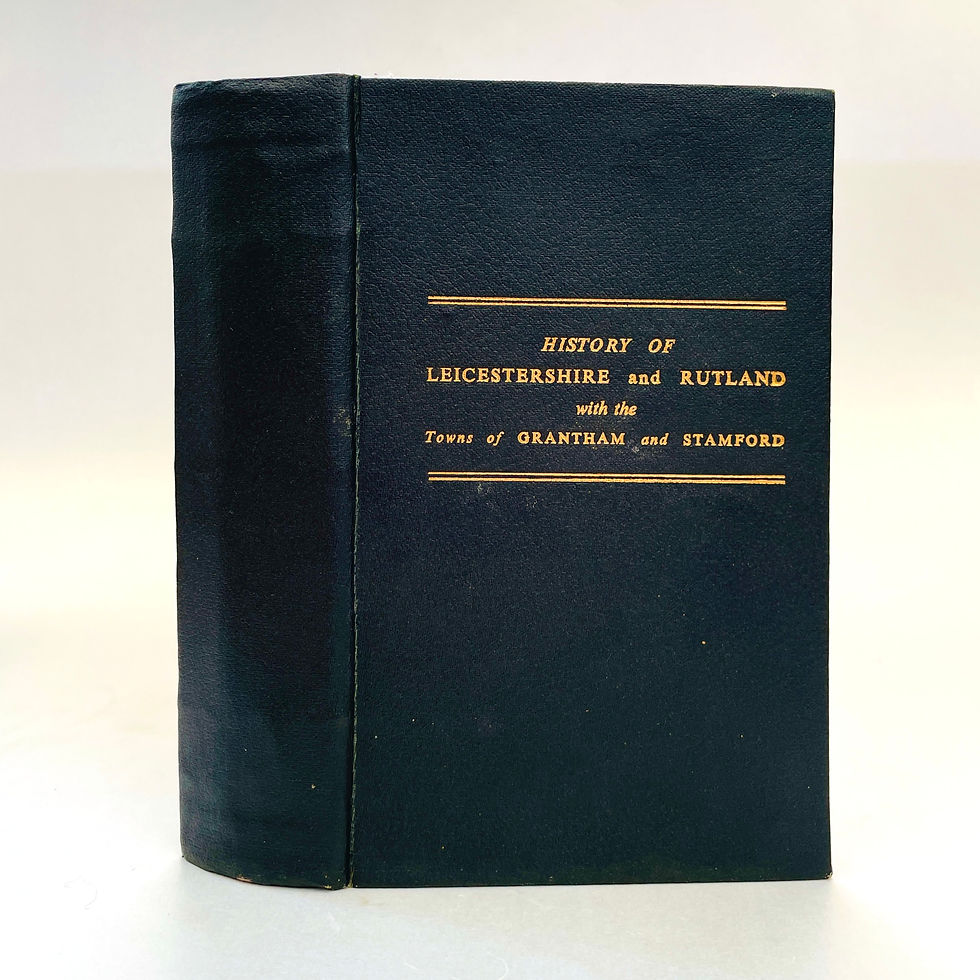 HISTORY OF
LEICESTERSHIRE and RUTLAND
with the
Towns of GRANTHAM and STAMFORD